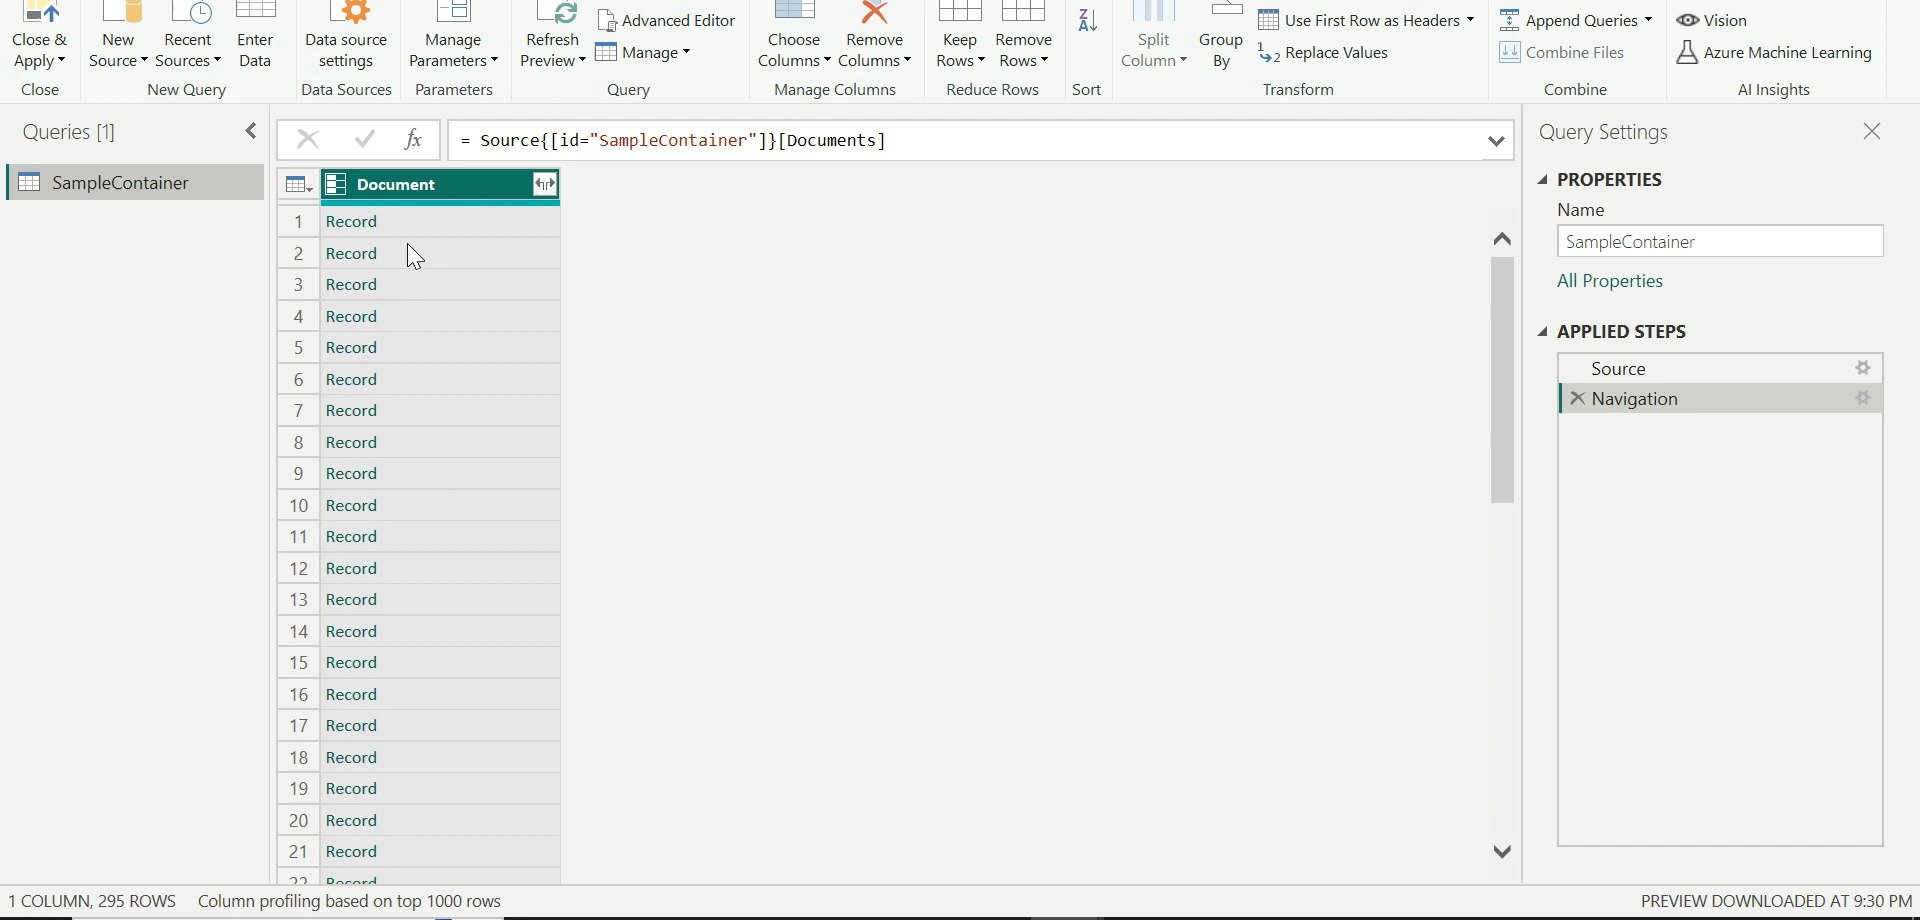 Close &
Apply
Close
New
Source
Recent
Sources
Enter
Data
New Query
Data source
settings
Data Sources
Manage
Parameters
Parameters
Refresh
Preview
Advanced Editor
Manage
Query
Choose
Columns
Remove
Columns
Manage Columns
Keep
Rows
Remove
Rows
Reduce Rows
Z
A
Sort
Split
Column
Group
By
Use First Row as Headers
1 2 Replace Values
Transform
Append Queries
Combine Files
Combine
Vision
Azure Machine Learning
AI Insights
Queries [1]
SampleContainer
fx
= Source{[id="SampleContainer"]}[Documents]
Document
1 Record
2 Record
3 Record
4 Record
5 Record
6 Record
7 Record
8 Record
9 Record
10 Record
11 Record
12 Record
13 Record
14 Record
15 Record
16 Record
17 Record
18 Record
19 Record
20 Record
21 Record
22 Record
Query Settings
PROPERTIES
Name
SampleContainer
All Properties
APPLIED STEPS
Source
Navigation
1 COLUMN, 295 ROWS
Column profiling based on top 1000 rows
PREVIEW DOWNLOADED AT 9:30 PM